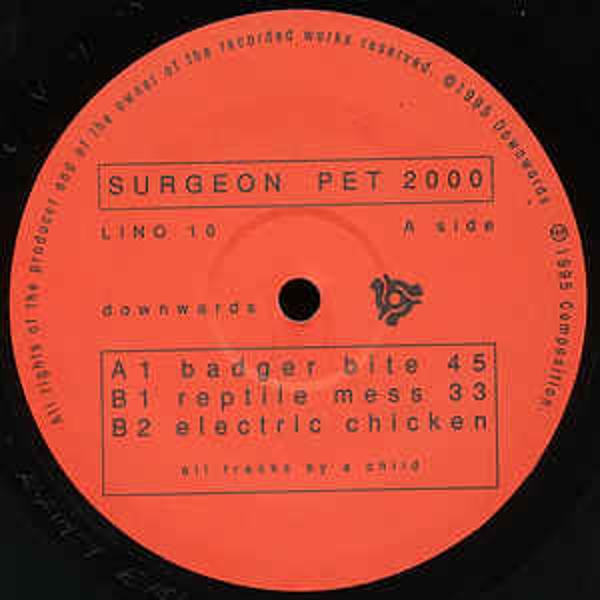 All rights of the producer and of the owner of the recorded works reserved. ©1995 Downwards ℗ 1995 Composition.
SURGEON PET 2000
LINO 10 A side
downwards
A1 badger bite 45
B1 reptile mess 33
B2 electric chicken
all tracks by a child